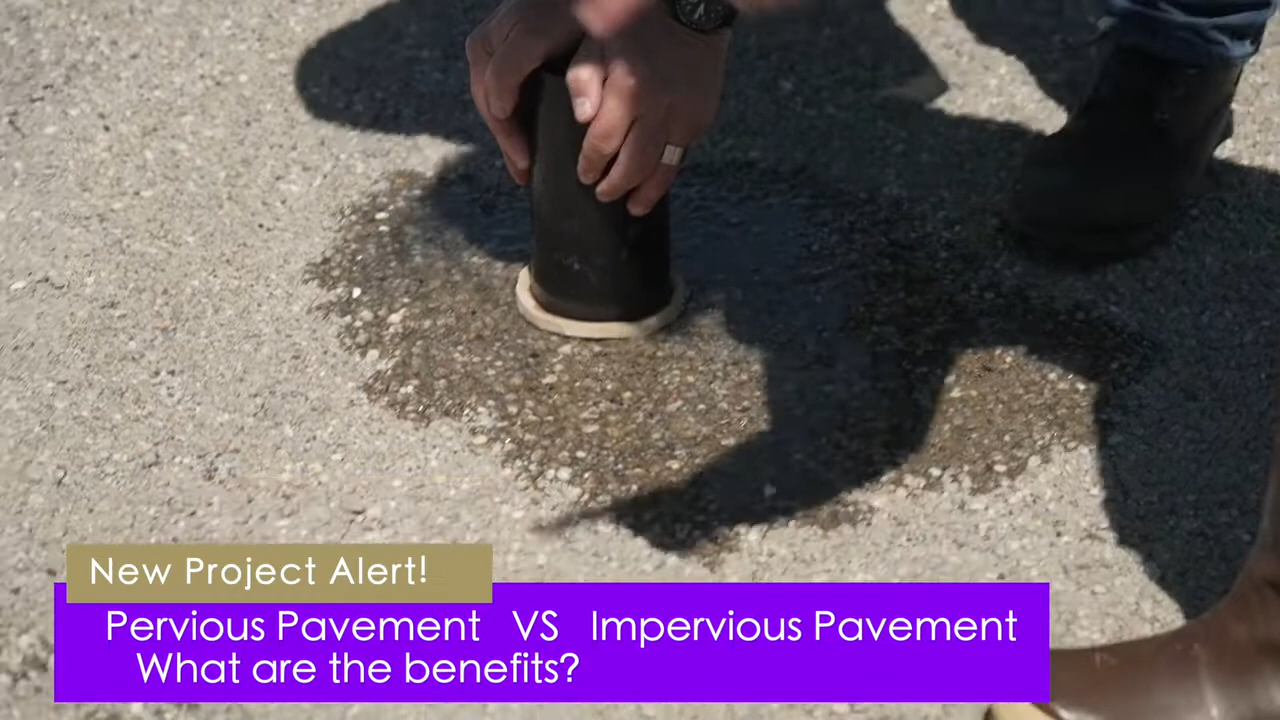 New Project Alert!
Pervious Pavement VS Impervious Pavement
What are the benefits?